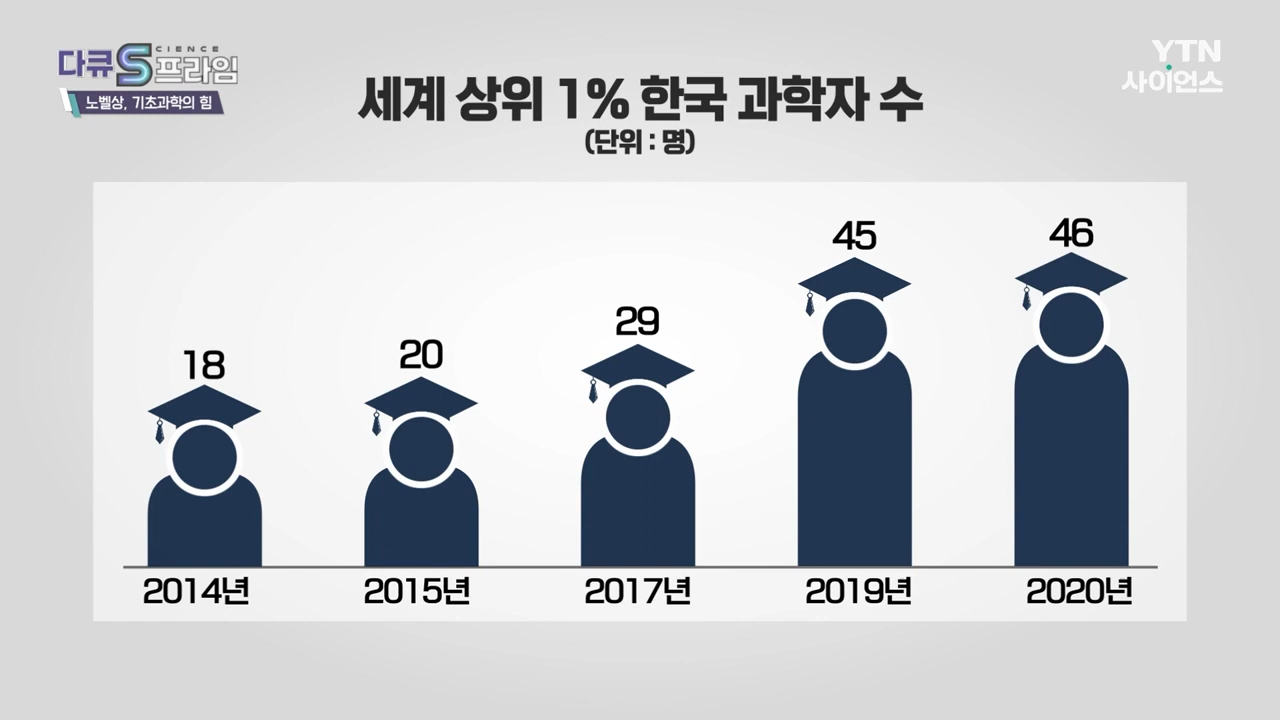 다큐 SCIENCE 프라임
노벨상, 기초과학의 힘
YTN
사이언스
세계 상위 1% 한국 과학자 수
(단위 : 명)
18
20
29
45
46
2014년
2015년
2017년
2019년
2020년